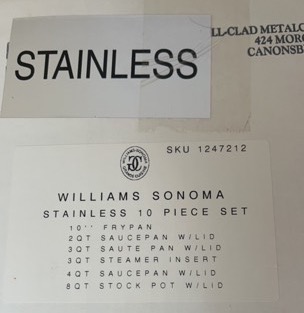 STAINLESS
LL-CLAD METALC
424 MORG
CANONSB
SKU 1247212
WILLIAMS SONOMA
STAINLESS 10 PIECE SET
10'' FRYPAN
2QT SAUCEPAN W/LID
3QT SAUTE PAN W/LID
3QT STEAMER INSERT
4QT SAUCEPAN W/LID
8QT STOCK POT W/LID